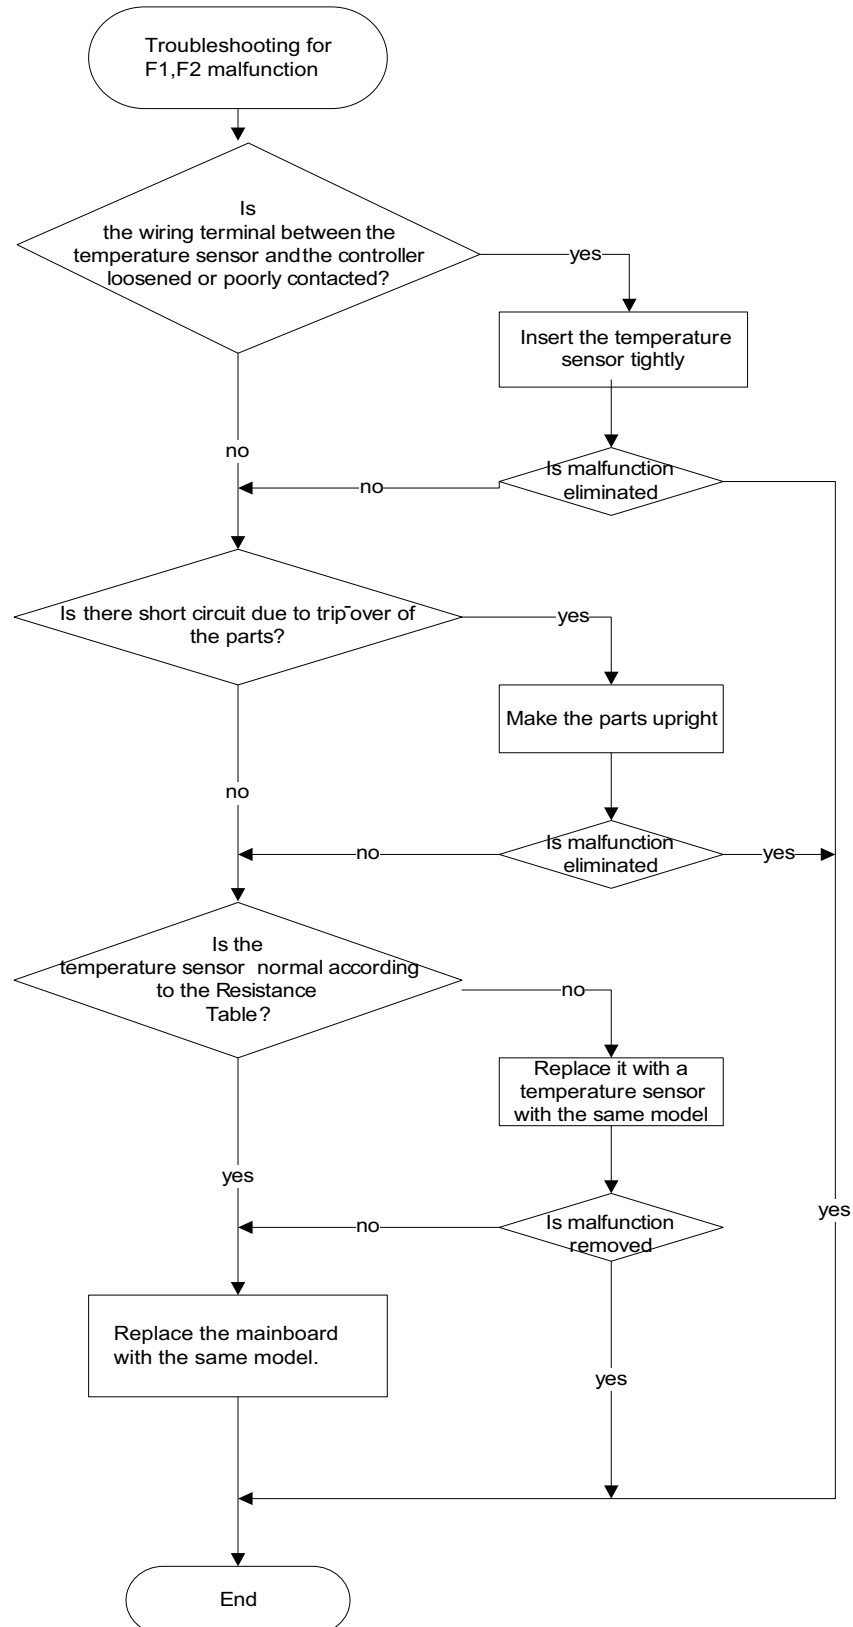 Troubleshooting for
F1,F2 malfunction
Is
the wiring terminal between the
temperature sensor and the controller
loosened or poorly contacted?
yes
Insert the temperature
sensor tightly
no
Is malfunction
eliminated
no
Is there short circuit due to trip-over of
the parts?
yes
Make the parts upright
no
Is malfunction
eliminated
no
yes
Is the
temperature sensor normal according
to the Resistance
Table?
no
Replace it with a
temperature sensor
with the same model
yes
Is malfunction
removed
no
yes
Replace the mainboard
with the same model.
yes
End